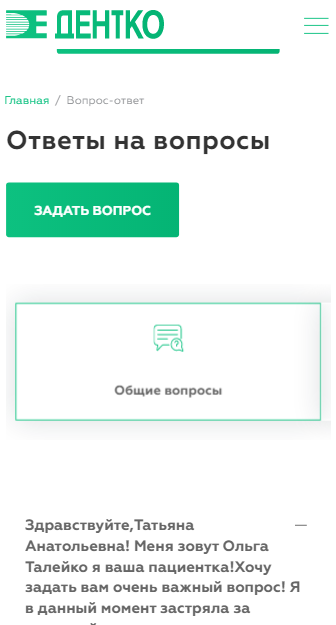 ДЕНТКО
Главная / Вопрос-ответ
Ответы на вопросы
ЗАДАТЬ ВОПРОС
Общие вопросы
Здравствуйте,Татьяна
Анатольевна! Меня зовут Ольга
Талейко я ваша пациентка!Хочу
задать вам очень важный вопрос! Я
в данный момент застряла за